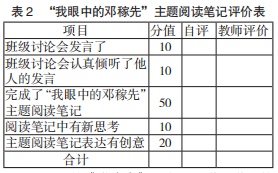 表2 “我眼中的邓稼先”主题阅读笔记评价表
项目 分值 自评 教师评价
班级讨论会发言了 10
班级讨论会认真倾听了他
人的发言 10
完成了“我眼中的邓稼先”
主题阅读笔记 50
阅读笔记中有新思考 10
主题阅读笔记表达有创意 20
合计